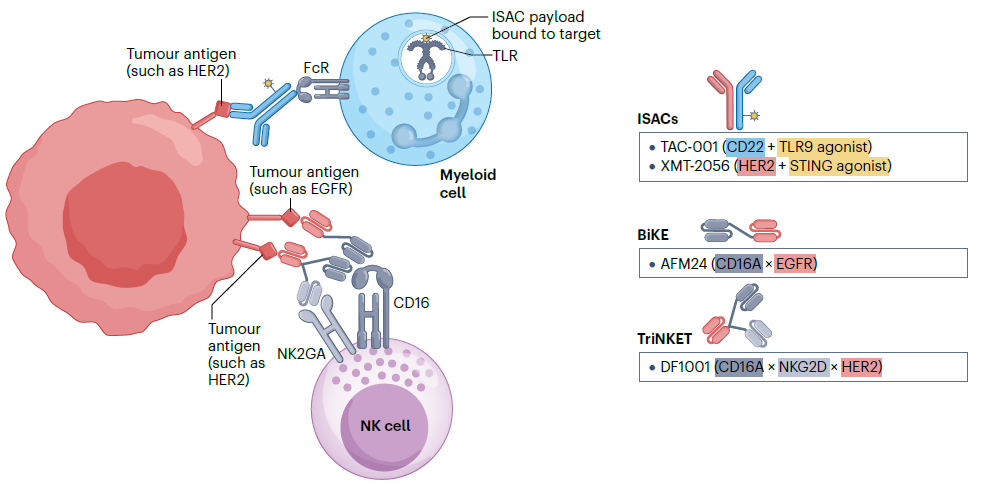 ISAC payload
bound to target
TLR
Tumour antigen
(such as HER2)
FcR
Myeloid
cell
Tumour antigen
(such as EGFR)
CD16
Tumour
antigen
(such as
HER2)
NK2GA
NK cell
ISACs
• TAC-001 (CD22 + TLR9 agonist)
• XMT-2056 (HER2 + STING agonist)
BiKE
• AFM24 (CD16A × EGFR)
TriNKET
• DF1001 (CD16A × NKG2D × HER2)